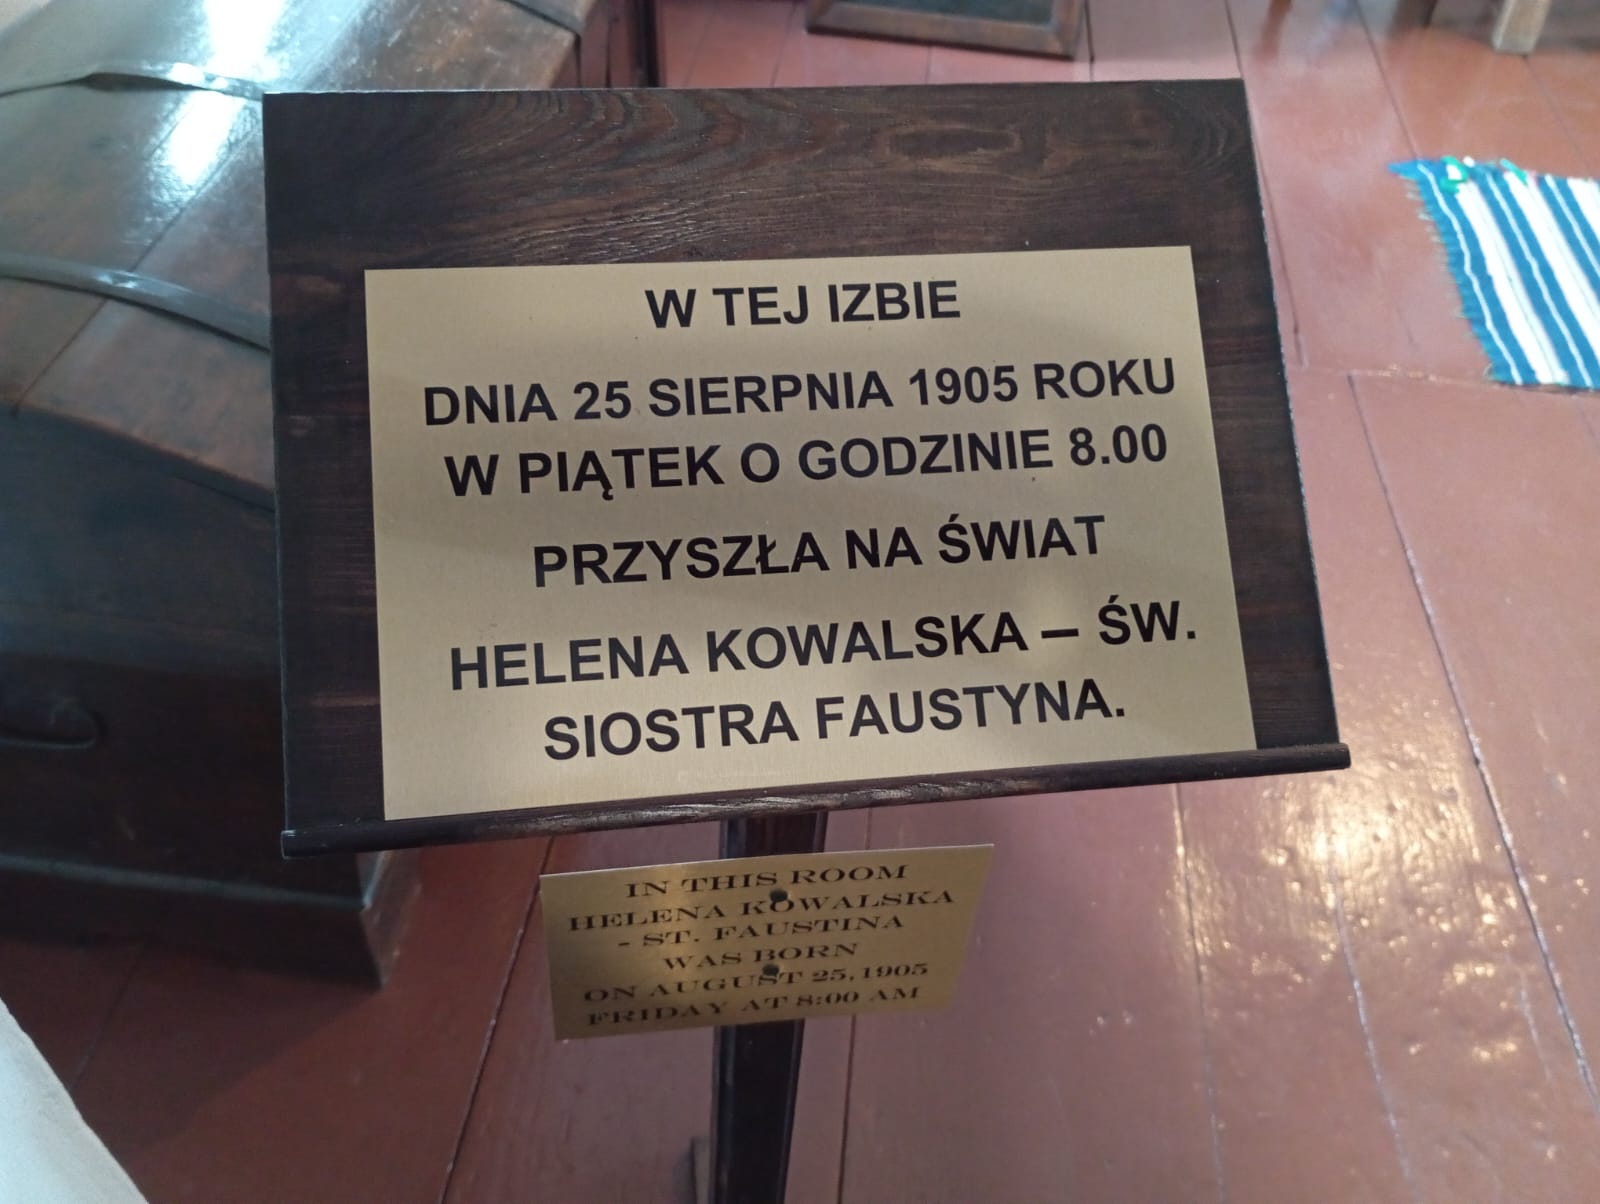 W TEJ IZBIE
DNIA 25 SIERPNIA 1905 ROKU
W PIĄTEK O GODZINIE 8.00
PRZYSZŁA NA ŚWIAT
HELENA KOWALSKA – ŚW.
SIOSTRA FAUSTYNA.
IN THIS ROOM
HELENA KOWALSKA
- ST. FAUSTINA
WAS BORN
ON AUGUST 25, 1905
FRIDAY AT 8:00 AM